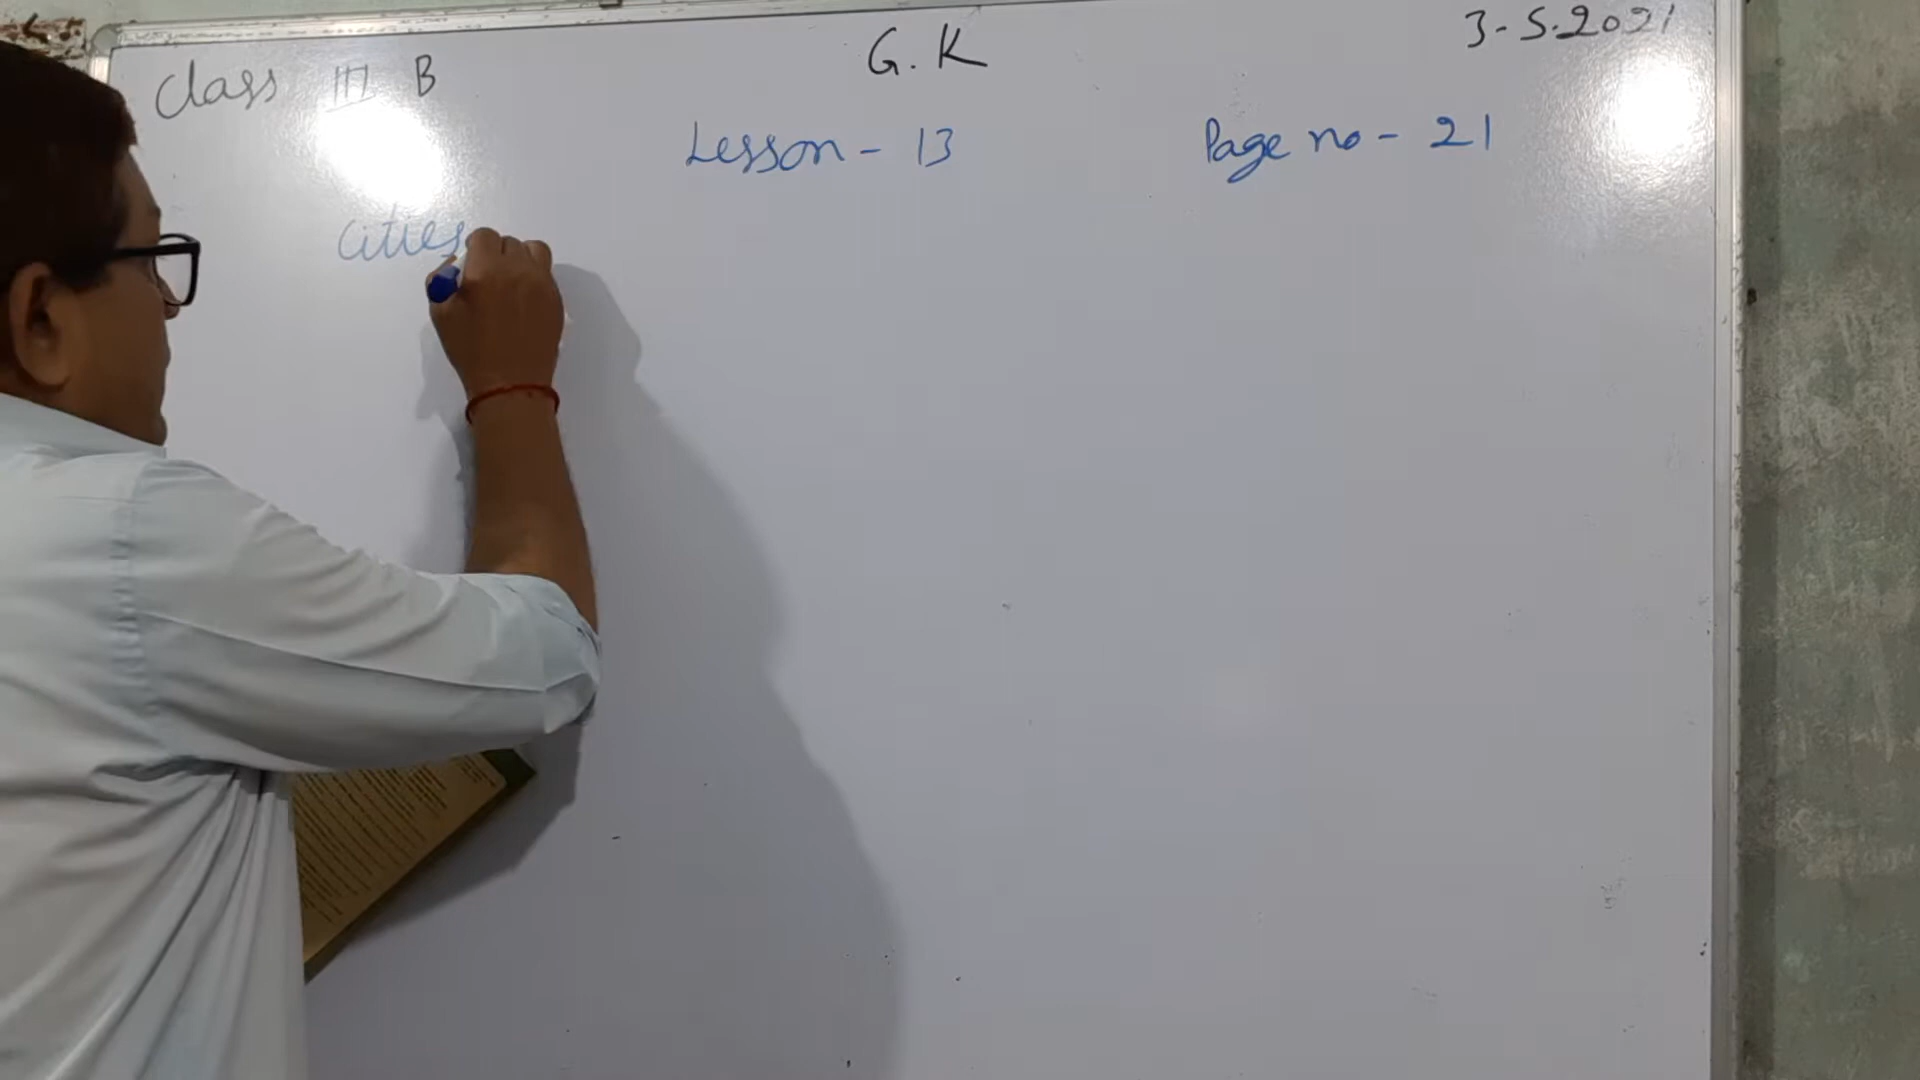 Class III B G.K 3-5.2021
Lesson - 13 Page no - 21
Cities